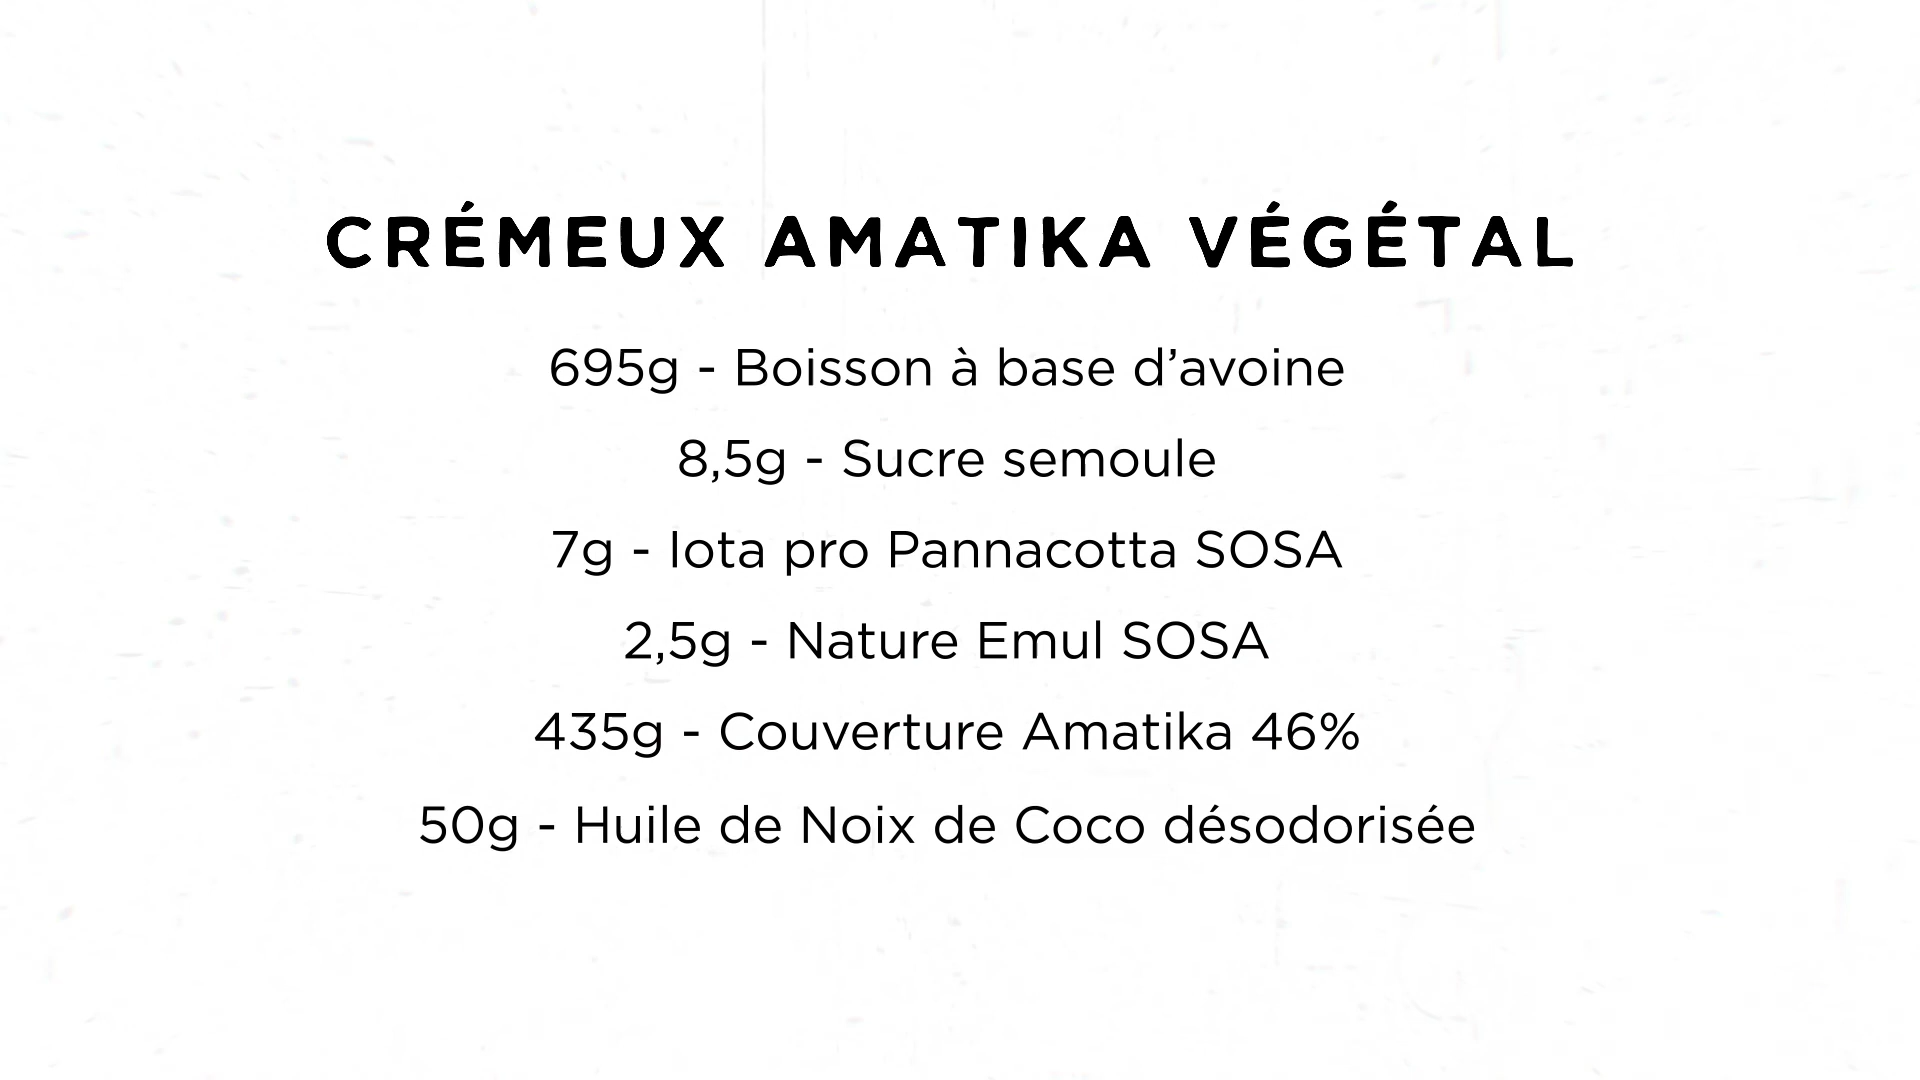 CRÉMEUX AMATIKA VÉGÉTAL
695g - Boisson à base d’avoine
8,5g - Sucre semoule
7g - Iota pro Pannacotta SOSA
2,5g - Nature Emul SOSA
435g - Couverture Amatika 46%
50g - Huile de Noix de Coco désodorisée